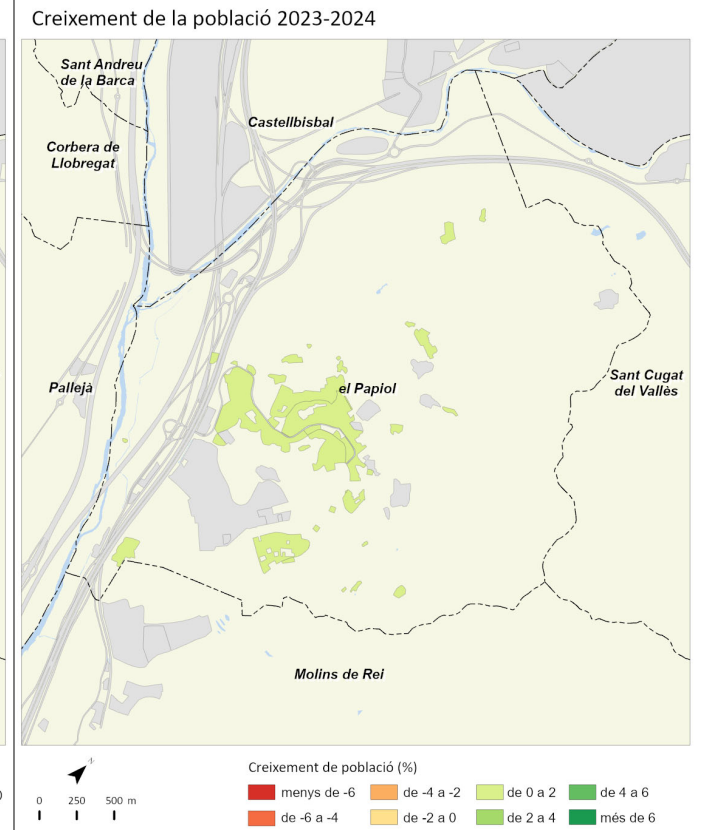 Creixement de la població 2023-2024
Sant Andreu
de la Barca
Castellbisbal
Corbera de
Llobregat
Pallejà
el Papiol
Sant Cugat
del Vallès
Molins de Rei
Creixement de població (%)
menys de -6
de -4 a -2
de 0 a 2
de 4 a 6
de -6 a -4
de -2 a 0
de 2 a 4
més de 6
0 250 500 m